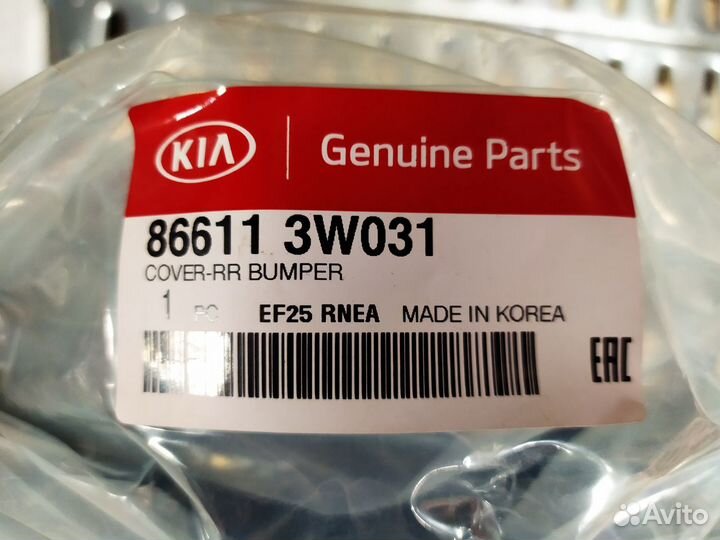 KIA Genuine Parts
86611 3W031
COVER-RR BUMPER
1 PC EF25 RNEA MADE IN KOREA
EAC
Avito